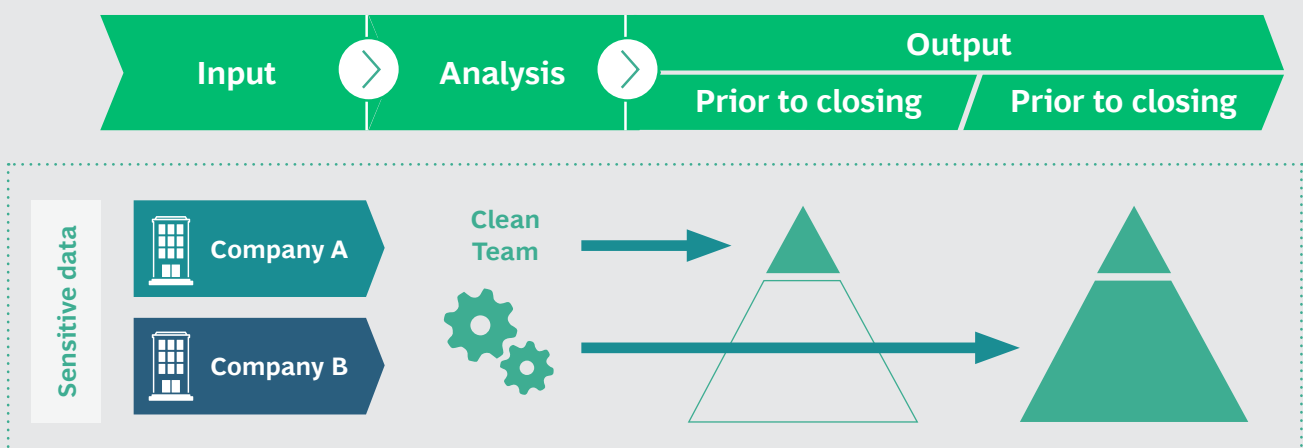 Input
Analysis
Output
Prior to closing
Prior to closing
Sensitive data
Company A
Company B
Clean
Team